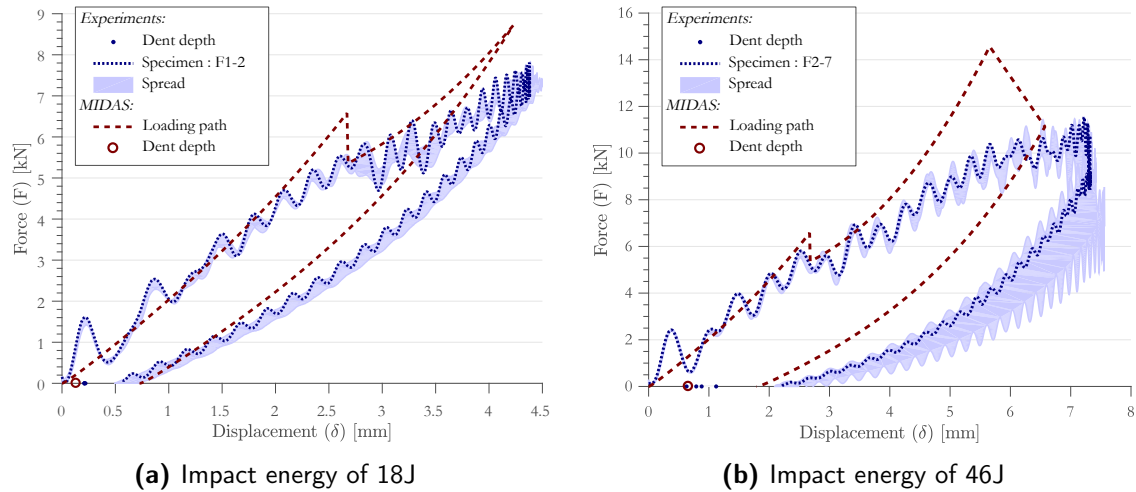 Experiments:
Dent depth
Specimen : F1-2
Spread
MIDAS:
Loading path
Dent depth
9
8
7
6
5
4
3
2
1
0
Force (F) [kN]
0
0.5
1
1.5
2
2.5
3
3.5
4
4.5
Displacement (δ) [mm]
(a) Impact energy of 18J
Experiments:
Dent depth
Specimen : F2-7
Spread
MIDAS:
Loading path
Dent depth
16
14
12
10
8
6
4
2
0
Force (F) [kN]
0
1
2
3
4
5
6
7
8
Displacement (δ) [mm]
(b) Impact energy of 46J